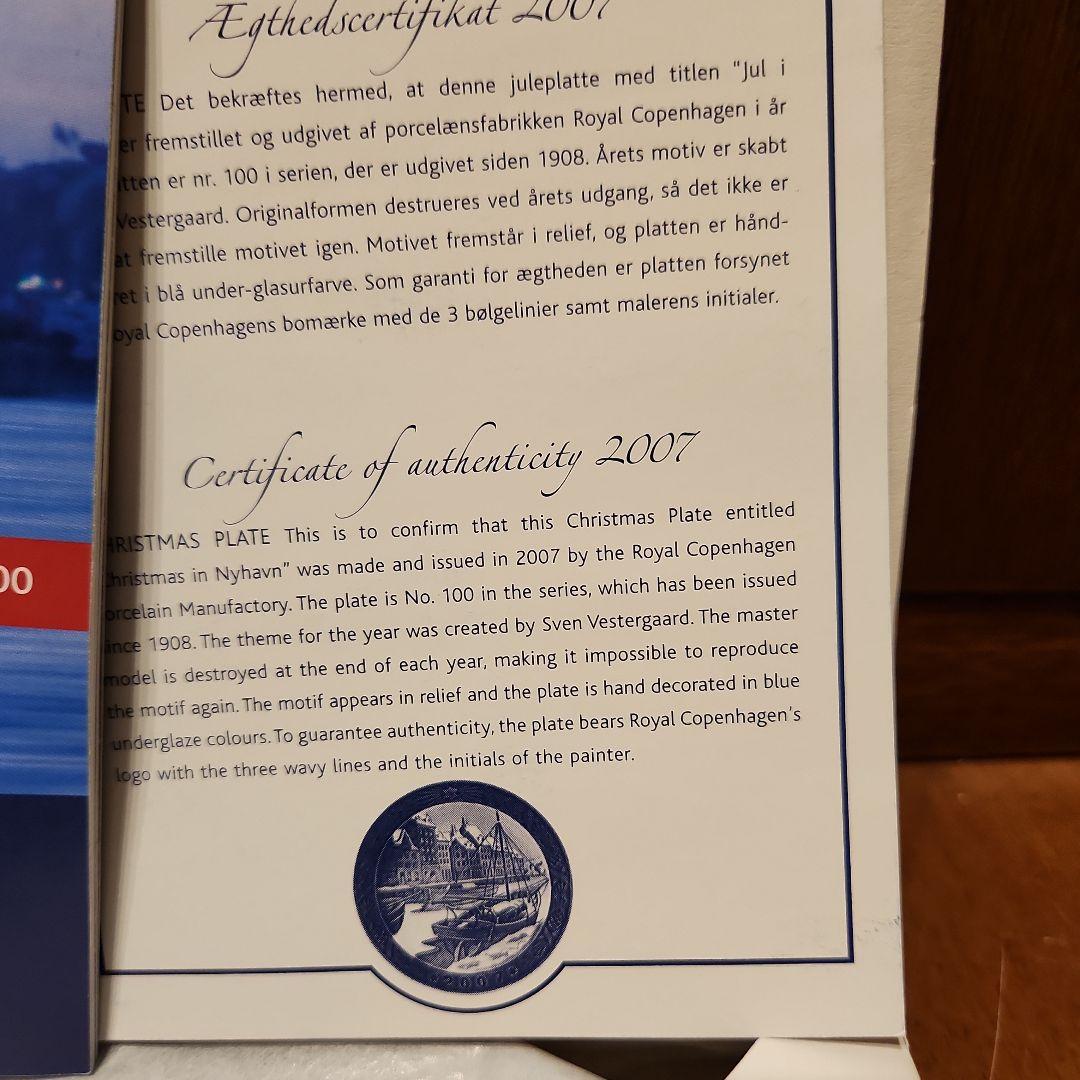 Ægthedscertifikat 2007
TE Det bekræftes hermed, at denne juleplatte med titlen "Jul i
er fremstillet og udgivet af porcelænsfabrikken Royal Copenhagen i år
tten er nr. 100 i serien, der er udgivet siden 1908. Årets motiv er skabt
Vestergaard. Originalformen destrueres ved årets udgang, så det ikke er
at fremstille motivet igen. Motivet fremstår i relief, og platten er hånd-
ret i blå under-glasurfarve. Som garanti for ægtheden er platten forsynet
oyal Copenhagens bomærke med de 3 bølgelinier samt malerens initialer.
Certificate of authenticity 2007
HRISTMAS PLATE This is to confirm that this Christmas Plate entitled
Christmas in Nyhavn" was made and issued in 2007 by the Royal Copenhagen
orcelain Manufactory. The plate is No. 100 in the series, which has been issued
ince 1908. The theme for the year was created by Sven Vestergaard. The master
model is destroyed at the end of each year, making it impossible to reproduce
the motif again. The motif appears in relief and the plate is hand decorated in blue
underglaze colours. To guarantee authenticity, the plate bears Royal Copenhagen's
logo with the three wavy lines and the initials of the painter.
00
2007